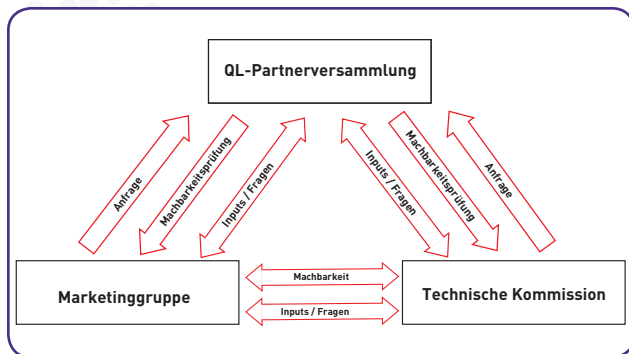 QL-Partnerversammlung
Anfrage
Machbarkeitsprüfung
Inputs / Fragen
Inputs / Fragen
Machbarkeitsprüfung
Anfrage
Marketinggruppe
Machbarkeit
Inputs / Fragen
Technische Kommission